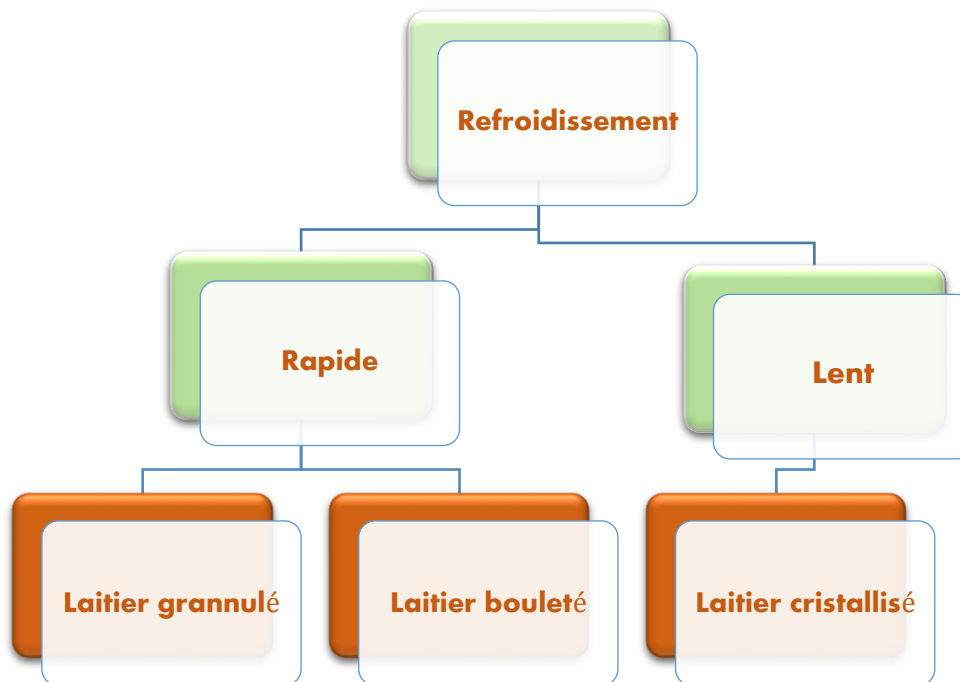 Refroidissement
Rapide
Lent
Laitier grannulé
Laitier bouleté
Laitier cristallisé